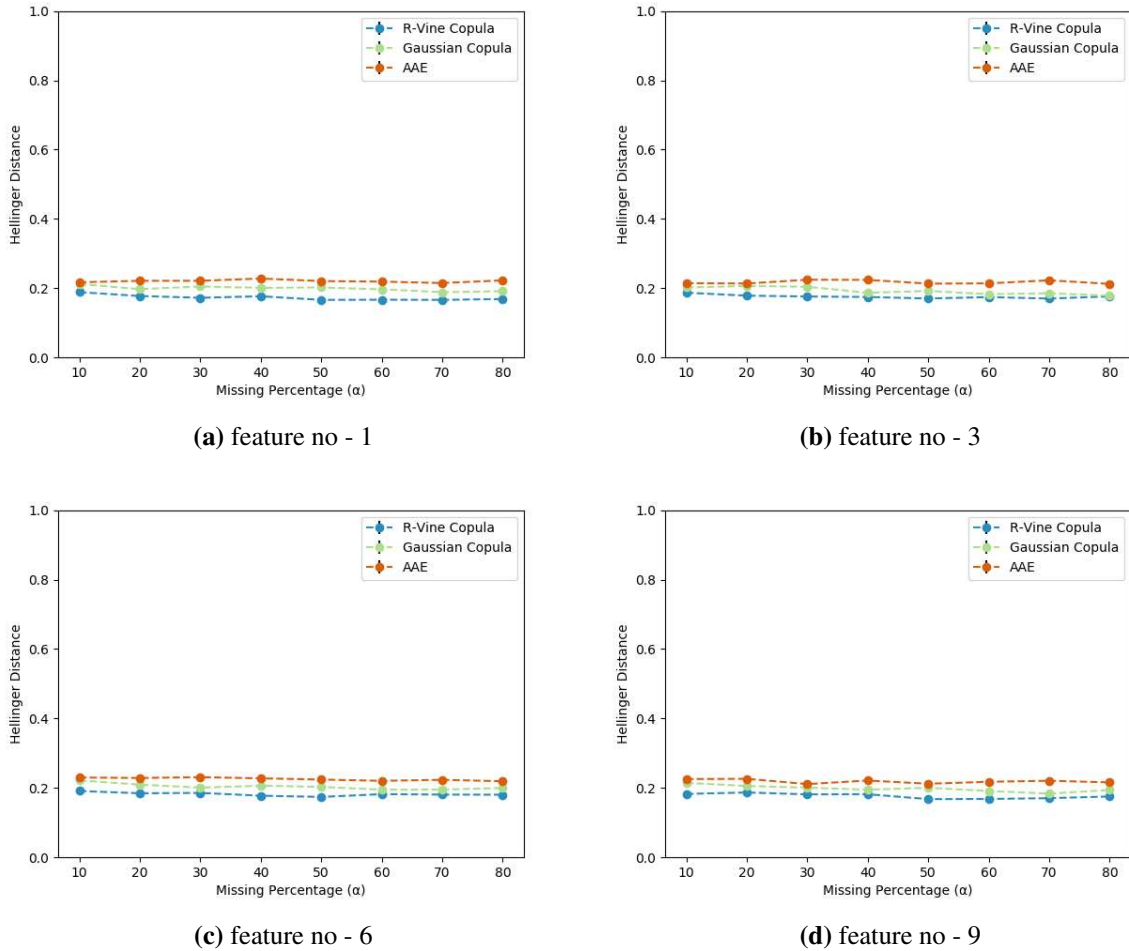 1.0
0.8
0.6
0.4
0.2
0.0
Hellinger Distance
R-Vine Copula
Gaussian Copula
AAE
10 20 30 40 50 60 70 80
Missing Percentage (α)
(a) feature no - 1
1.0
0.8
0.6
0.4
0.2
0.0
Hellinger Distance
R-Vine Copula
Gaussian Copula
AAE
10 20 30 40 50 60 70 80
Missing Percentage (α)
(b) feature no - 3
1.0
0.8
0.6
0.4
0.2
0.0
Hellinger Distance
R-Vine Copula
Gaussian Copula
AAE
10 20 30 40 50 60 70 80
Missing Percentage (α)
(c) feature no - 6
1.0
0.8
0.6
0.4
0.2
0.0
Hellinger Distance
R-Vine Copula
Gaussian Copula
AAE
10 20 30 40 50 60 70 80
Missing Percentage (α)
(d) feature no - 9